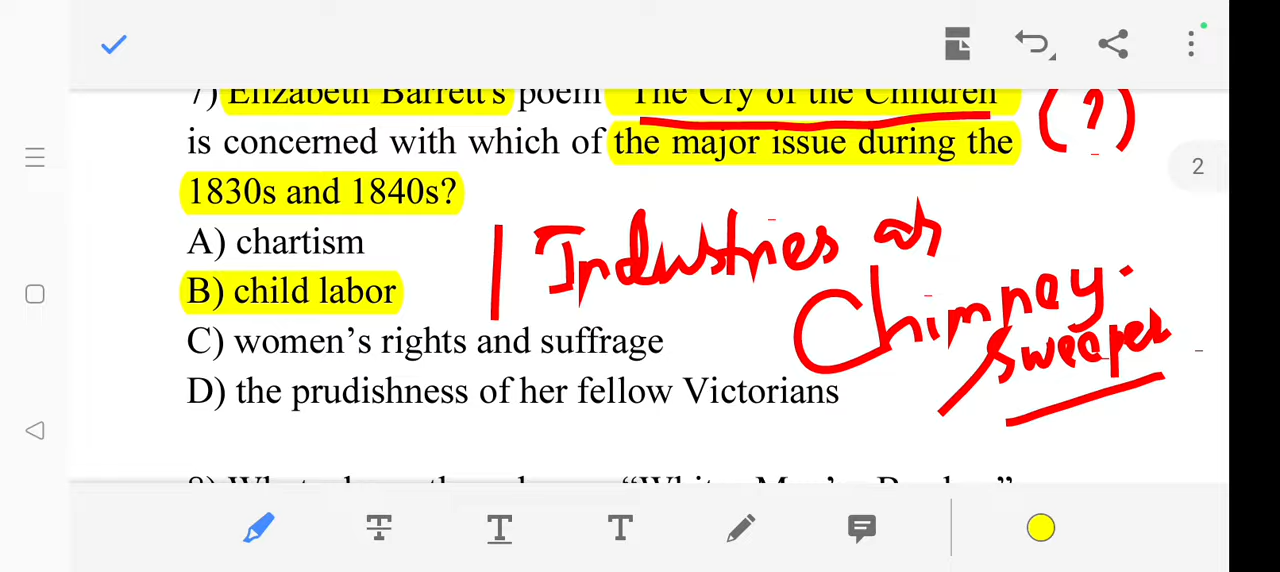 7) Elizabeth Barrett's poem "The Cry of the Children"
is concerned with which of the major issue during the
1830s and 1840s?
A) chartism
B) child labor
C) women's rights and suffrage
D) the prudishness of her fellow Victorians
(?)
Industries as
Chimney
sweeper
2
T T T